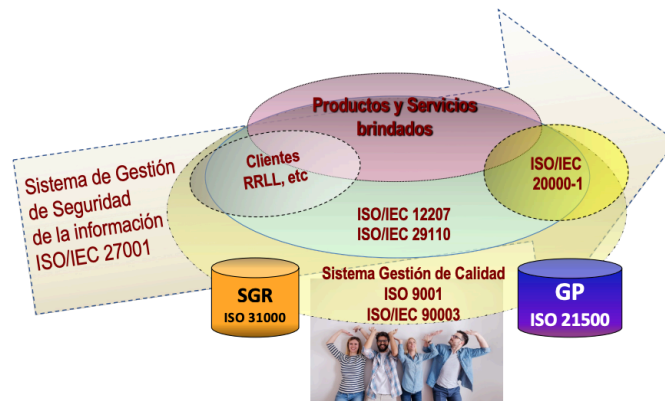 Productos y Servicios
brindados
Clientes
RRLL, etc
ISO/IEC
20000-1
Sistema de Gestión
de Seguridad
de la información
ISO/IEC 27001
ISO/IEC 12207
ISO/IEC 29110
Sistema Gestión de Calidad
ISO 9001
ISO/IEC 90003
SGR
ISO 31000
GP
ISO 21500